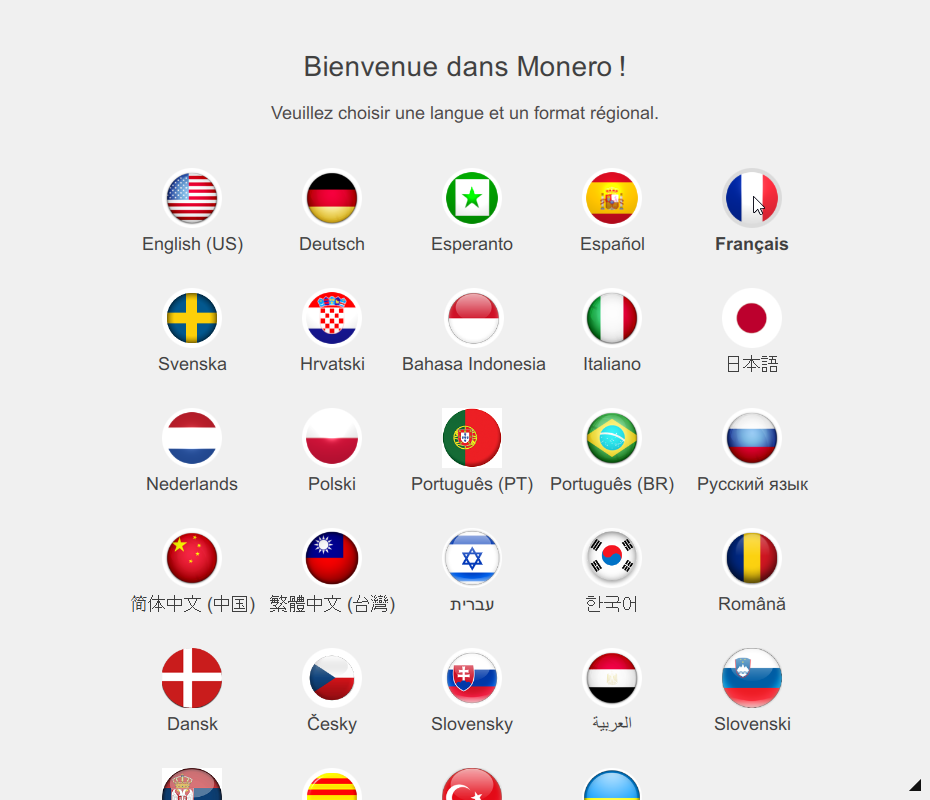 Bienvenue dans Monero !
Veuillez choisir une langue et un format régional.
English (US)
Deutsch
Esperanto
Español
Français
Svenska
Hrvatski
Bahasa Indonesia
Italiano
日本語
Nederlands
Polski
Português (PT)
Português (BR)
Русский язык
简体中文 (中国)
繁體中文 (台灣)
עברית
한국어
Română
Dansk
Česky
Slovensky
العربية
Slovenski